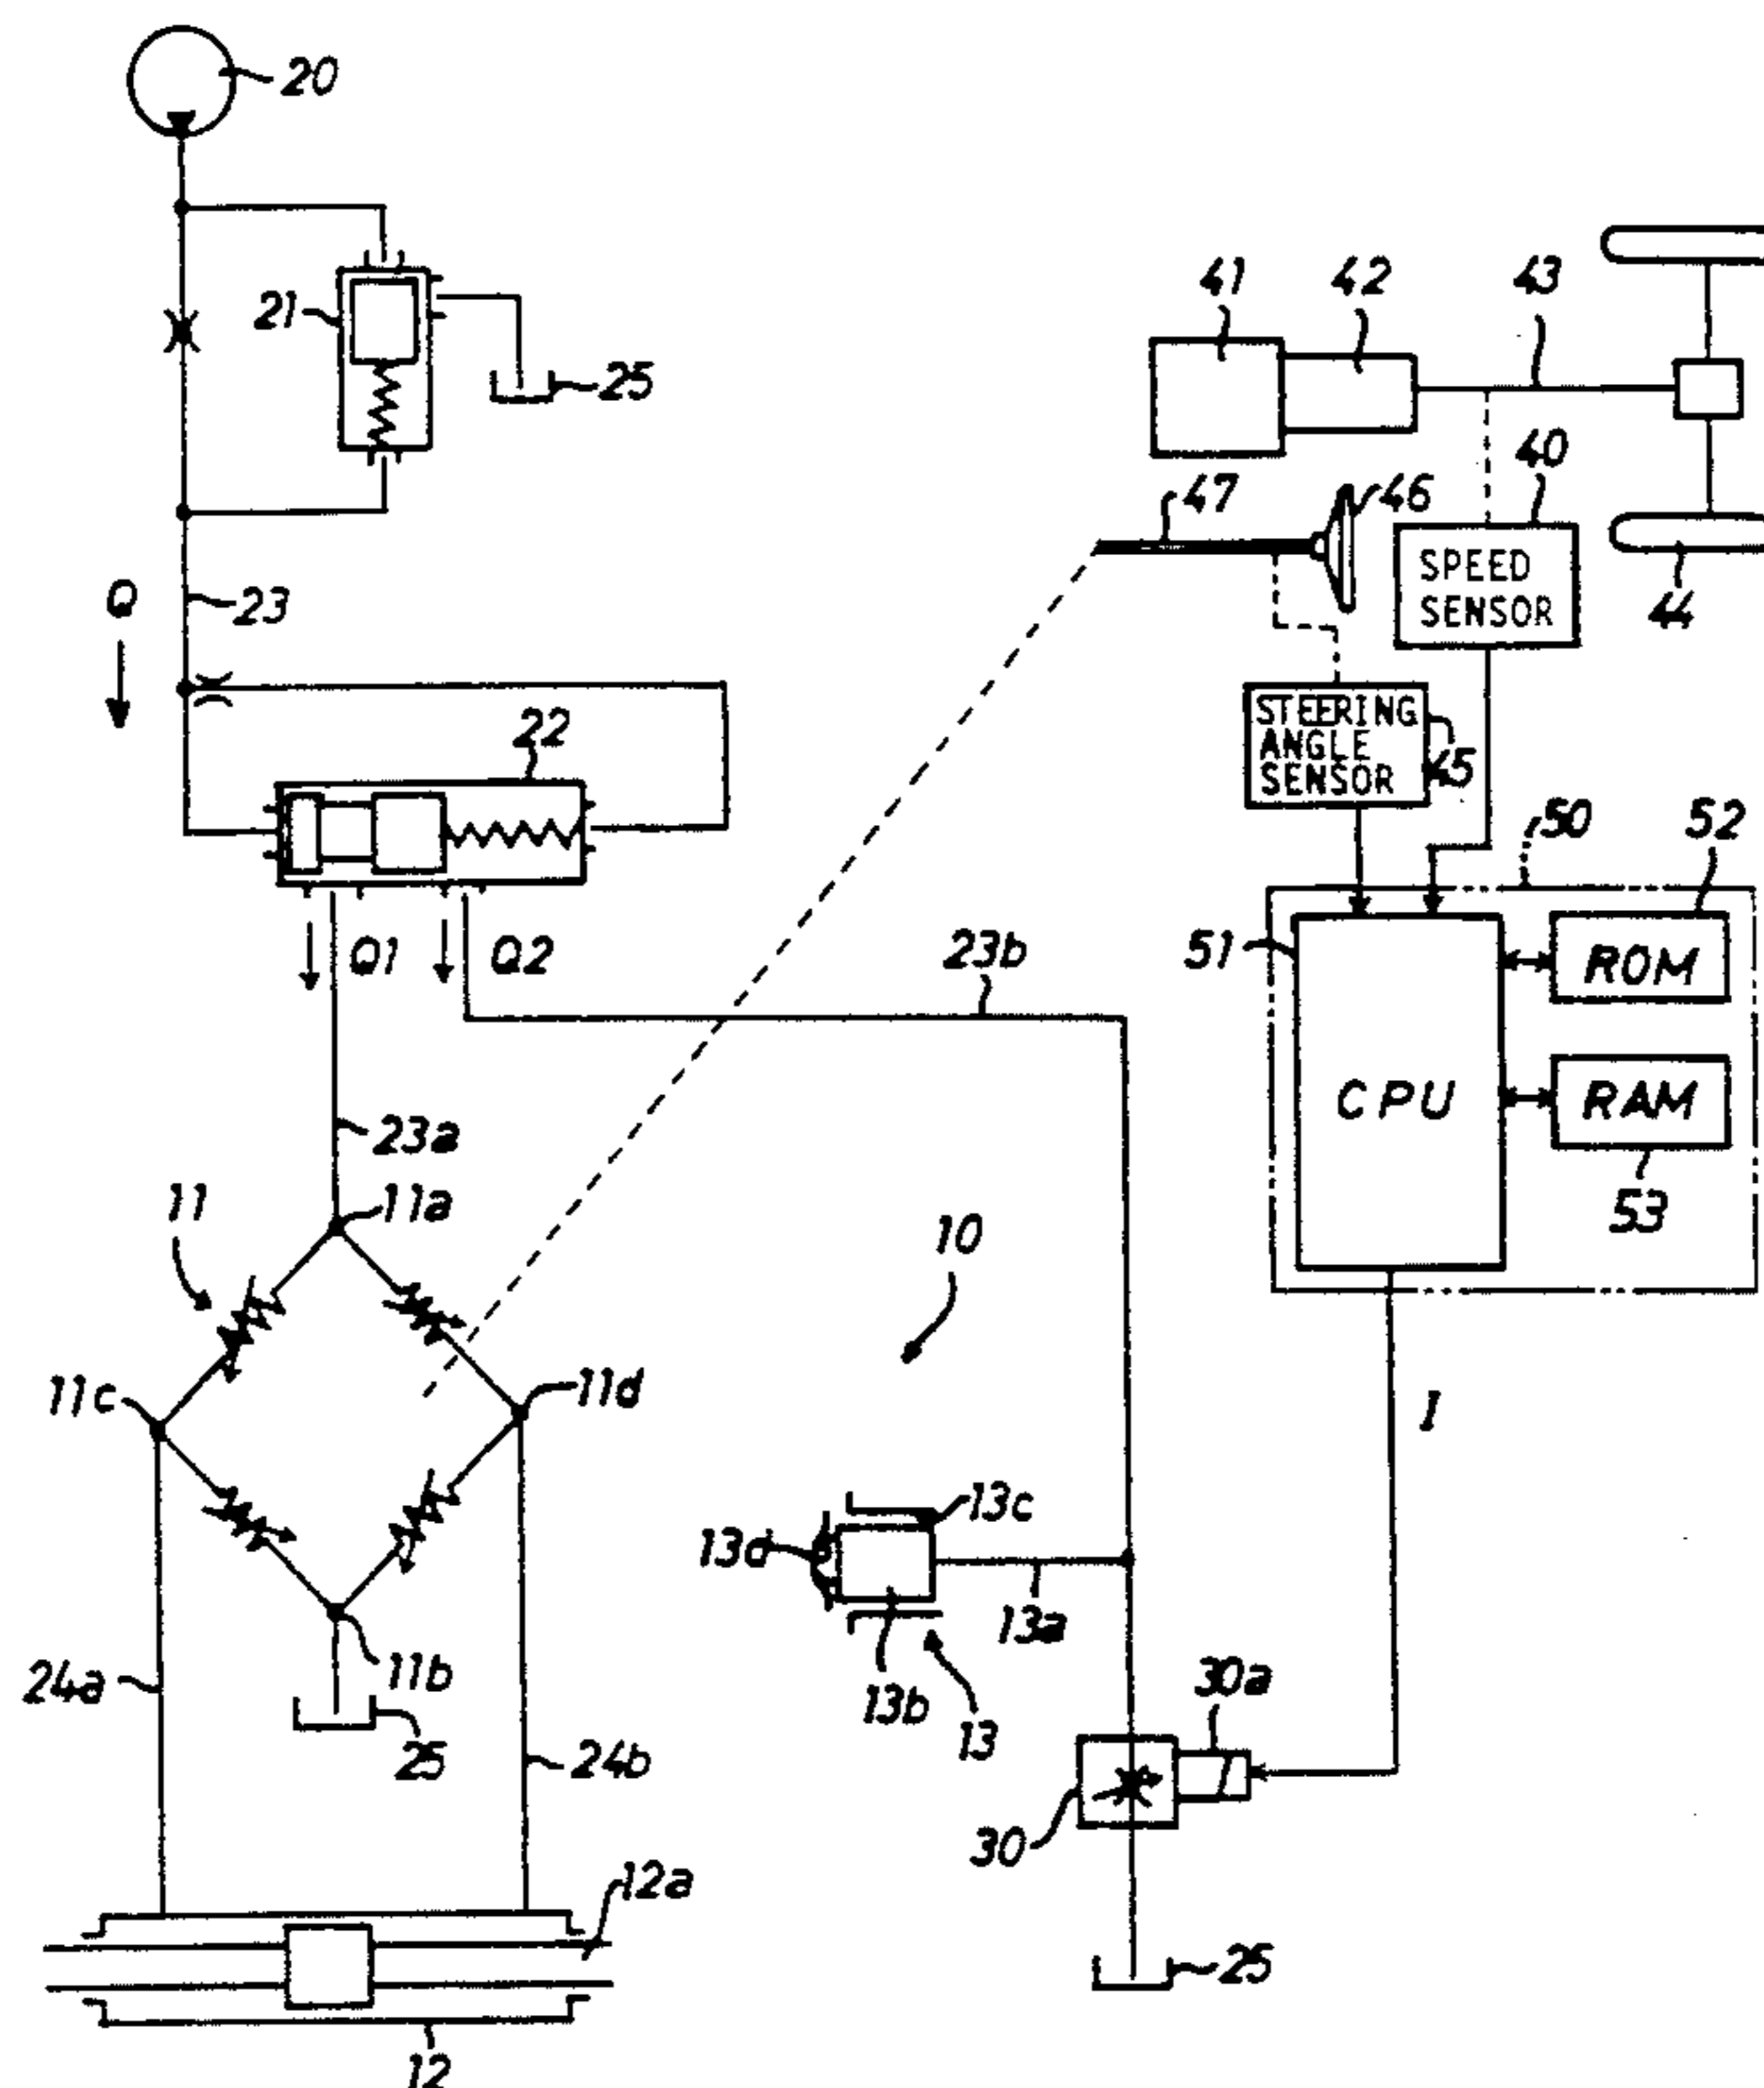 20
21
25
41
42
43
47
46
40
SPEED
SENSOR
44
Q
23
22
STEERING
ANGLE
SENSOR
45
50
52
Q1
Q2
23b
51
ROM
CPU
RAM
53
23a
11
11a
10
11c
11d
I
13c
13d
13a
24a
11b
13b
13
30a
25
24b
30
12a
25
12